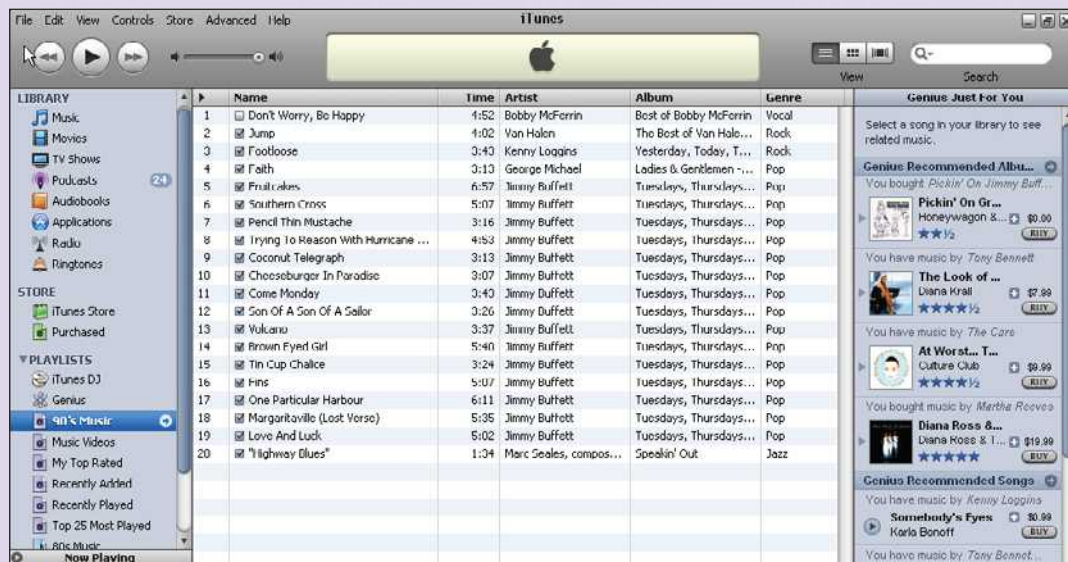 File Edit View Controls Store Advanced Help
iTunes
View
Search
LIBRARY
Music
Movies
TV Shows
Podcasts 24
Audiobooks
Applications
Radio
Ringtones
STORE
iTunes Store
Purchased
PLAYLISTS
iTunes DJ
Genius
90's Music
Music Videos
My Top Rated
Recently Added
Recently Played
Top 25 Most Played
80s Music
Now Playing
Name Time Artist Album Genre
1 Don't Worry, Be Happy 4:52 Bobby McFerrin Best of Bobby McFerrin Vocal
2 Jump 4:02 Van Halen The Best of Van Hale... Rock
3 Footloose 3:43 Kenny Loggins Yesterday, Today, T... Rock
4 Faith 3:13 George Michael Ladies & Gentlemen -... Pop
5 Fruitcakes 6:57 Jimmy Buffett Tuesdays, Thursdays... Pop
6 Southern Cross 5:07 Jimmy Buffett Tuesdays, Thursdays... Pop
7 Pencil Thin Mustache 3:16 Jimmy Buffett Tuesdays, Thursdays... Pop
8 Trying To Reason With Hurricane ... 4:53 Jimmy Buffett Tuesdays, Thursdays... Pop
9 Coconut Telegraph 3:13 Jimmy Buffett Tuesdays, Thursdays... Pop
10 Cheeseburger In Paradise 3:07 Jimmy Buffett Tuesdays, Thursdays... Pop
11 Come Monday 3:43 Jimmy Buffett Tuesdays, Thursdays... Pop
12 Son Of A Son Of A Sailor 3:26 Jimmy Buffett Tuesdays, Thursdays... Pop
13 Volcano 3:37 Jimmy Buffett Tuesdays, Thursdays... Pop
14 Brown Eyed Girl 5:40 Jimmy Buffett Tuesdays, Thursdays... Pop
15 Tin Cup Chalice 3:24 Jimmy Buffett Tuesdays, Thursdays... Pop
16 Fins 5:07 Jimmy Buffett Tuesdays, Thursdays... Pop
17 One Particular Harbour 6:11 Jimmy Buffett Tuesdays, Thursdays... Pop
18 Margaritaville (Lost Verse) 5:35 Jimmy Buffett Tuesdays, Thursdays... Pop
19 Love And Luck 5:02 Jimmy Buffett Tuesdays, Thursdays... Pop
20 "Highway Blues" 1:34 Marc Seales, compos... Speakin' Out Jazz
Genius Just For You
Select a song in your library to see
related music.
Genius Recommended Albu...
You bought Pickin' On Jimmy Buff...
Pickin' On Gr...
Honeywagon &...
BUY
You have music by Tony Bennett
The Look of ...
Diana Krall $7.99
BUY
You have music by The Cars
At Worst... T...
Culture Club $9.99
BUY
You bought music by Martha Reeves
Diana Ross &...
Diana Ross & T... $19.99
BUY
Genius Recommended Songs
You have music by Kenny Loggins
Somebody's Eyes $0.99
Karla Bonoff BUY
You have music by Tony Bennet...